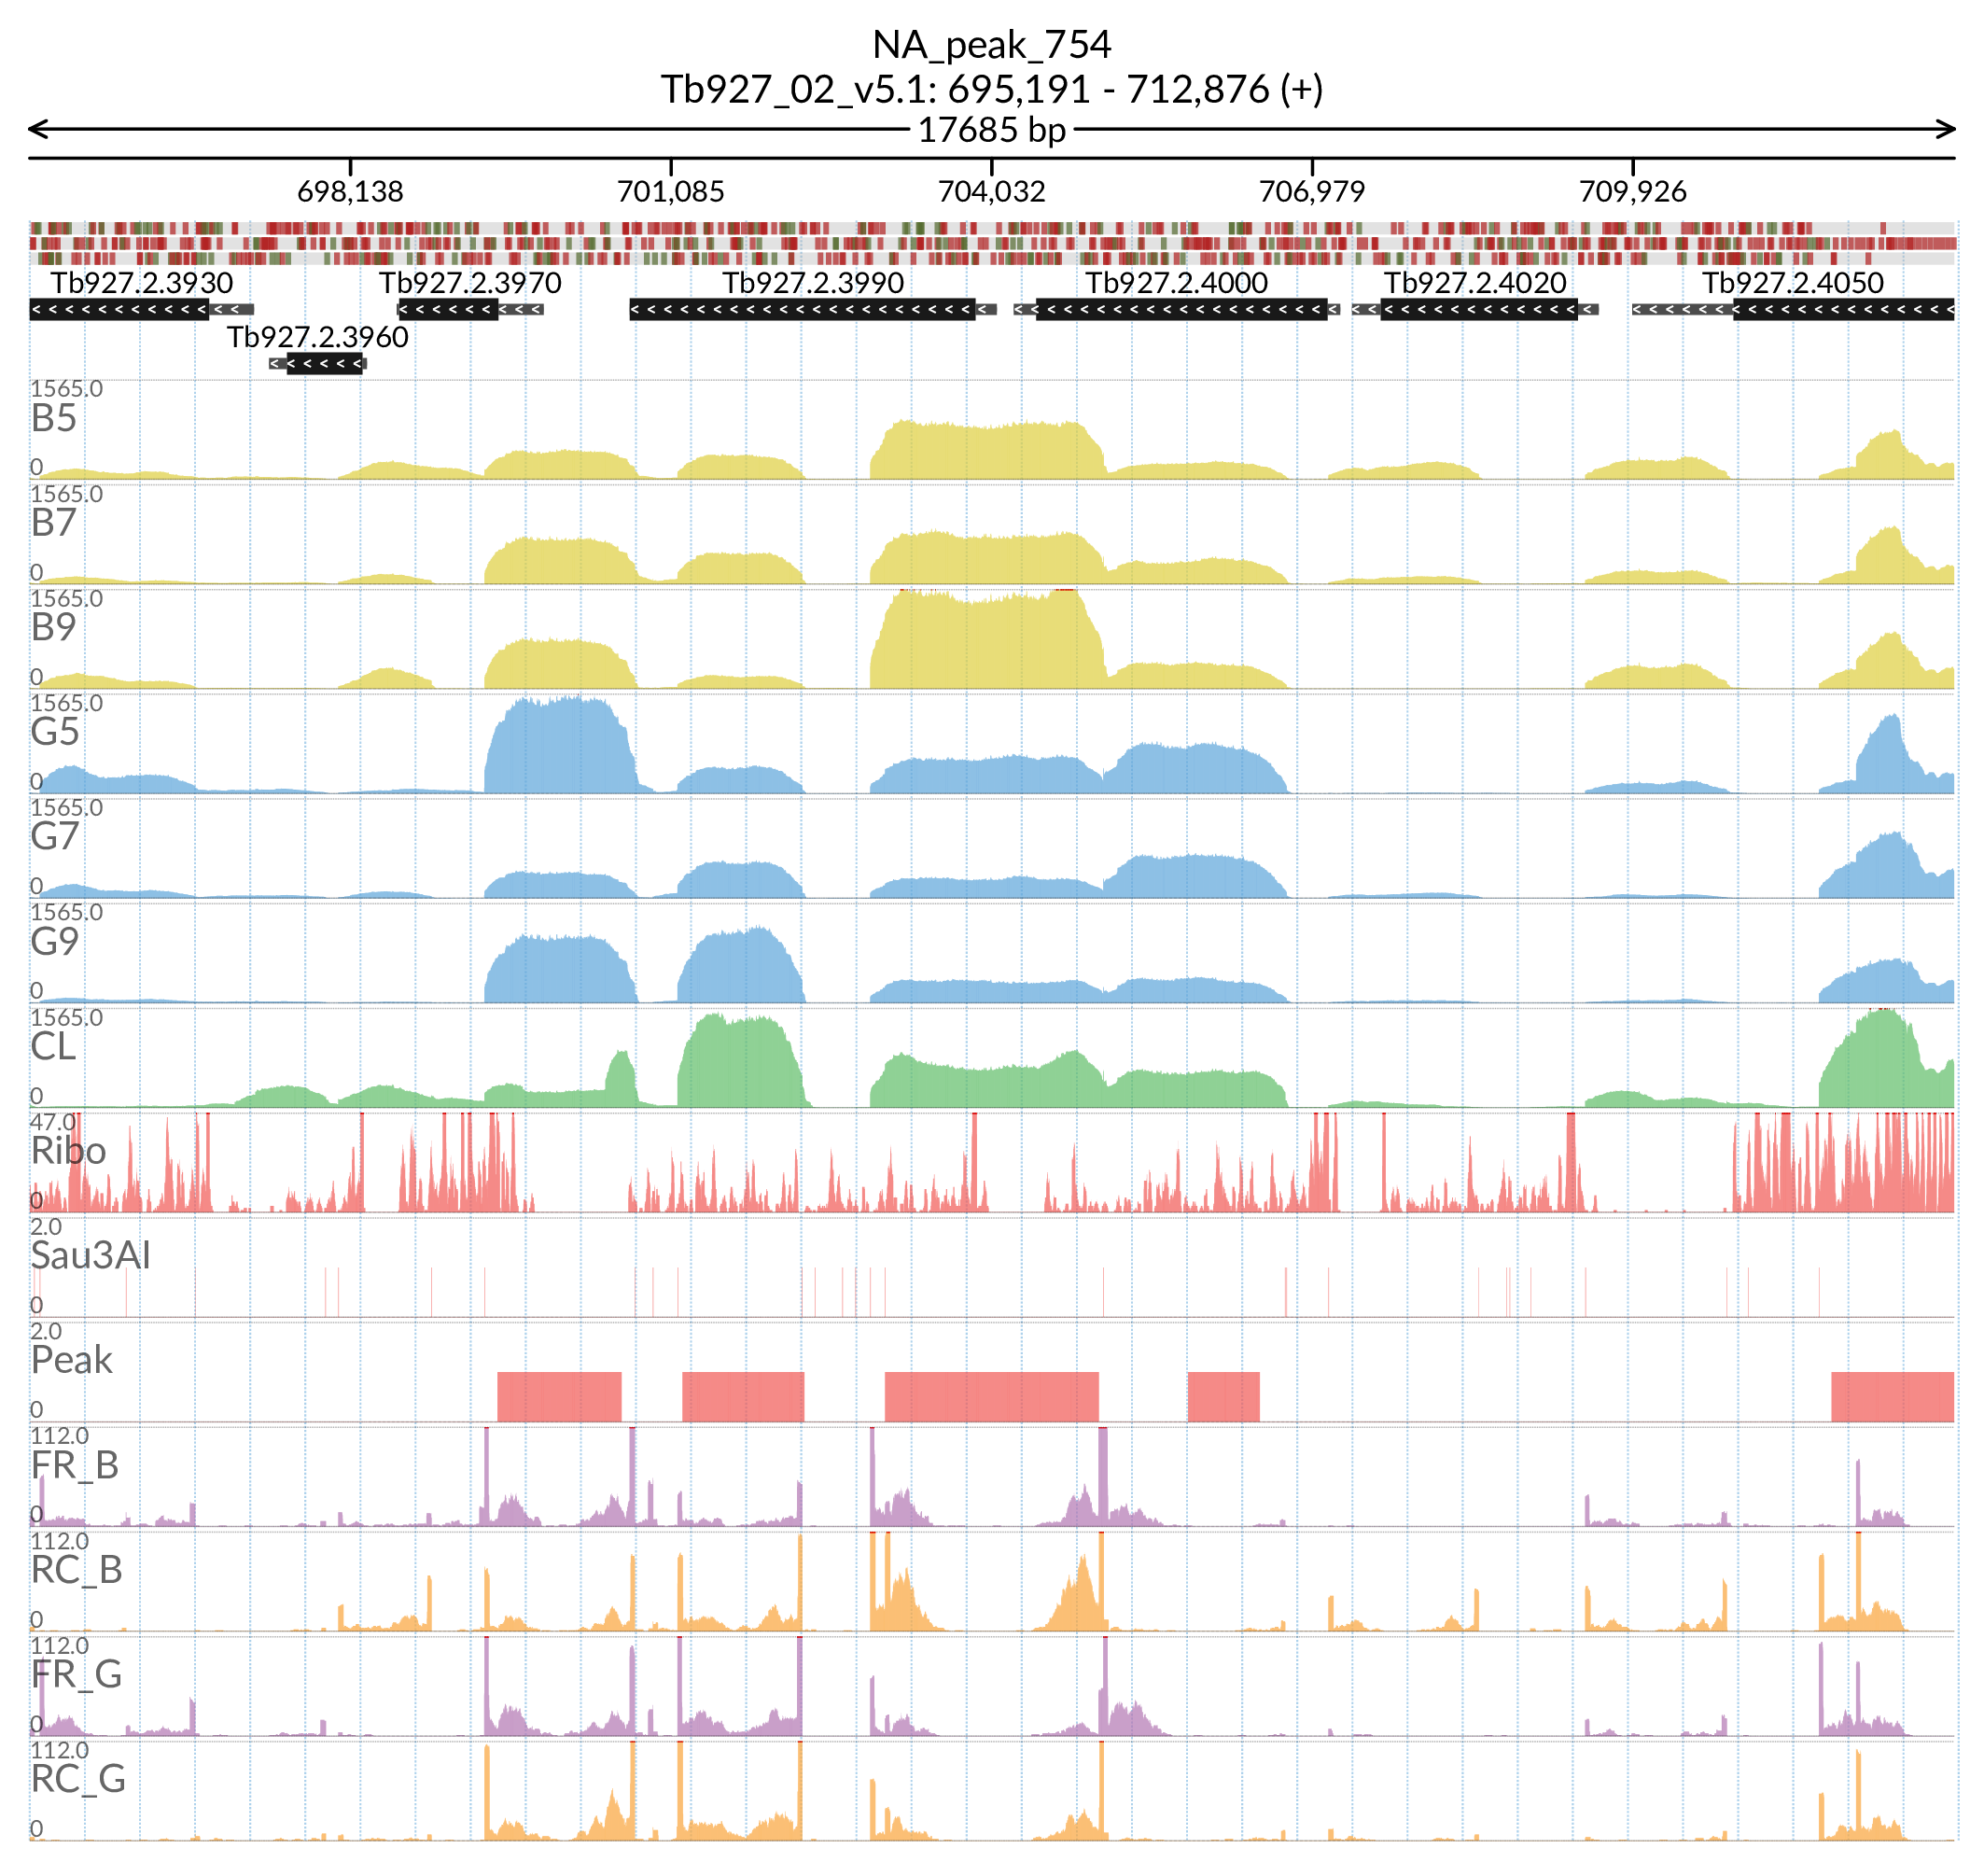 NA_peak_754
Tb927_02_v5.1: 695,191 - 712,876 (+)
17685 bp
698,138 701,085 704,032 706,979 709,926
Tb927.2.3930 Tb927.2.3970 Tb927.2.3990 Tb927.2.4000 Tb927.2.4020 Tb927.2.4050
Tb927.2.3960
1565.0
B5
0
1565.0
B7
0
1565.0
B9
0
1565.0
G5
0
1565.0
G7
0
1565.0
G9
0
1565.0
CL
0
47.0
Ribo
0
2.0
Sau3AI
0
2.0
Peak
0
112.0
FR_B
0
112.0
RC_B
0
112.0
FR_G
0
112.0
RC_G
0